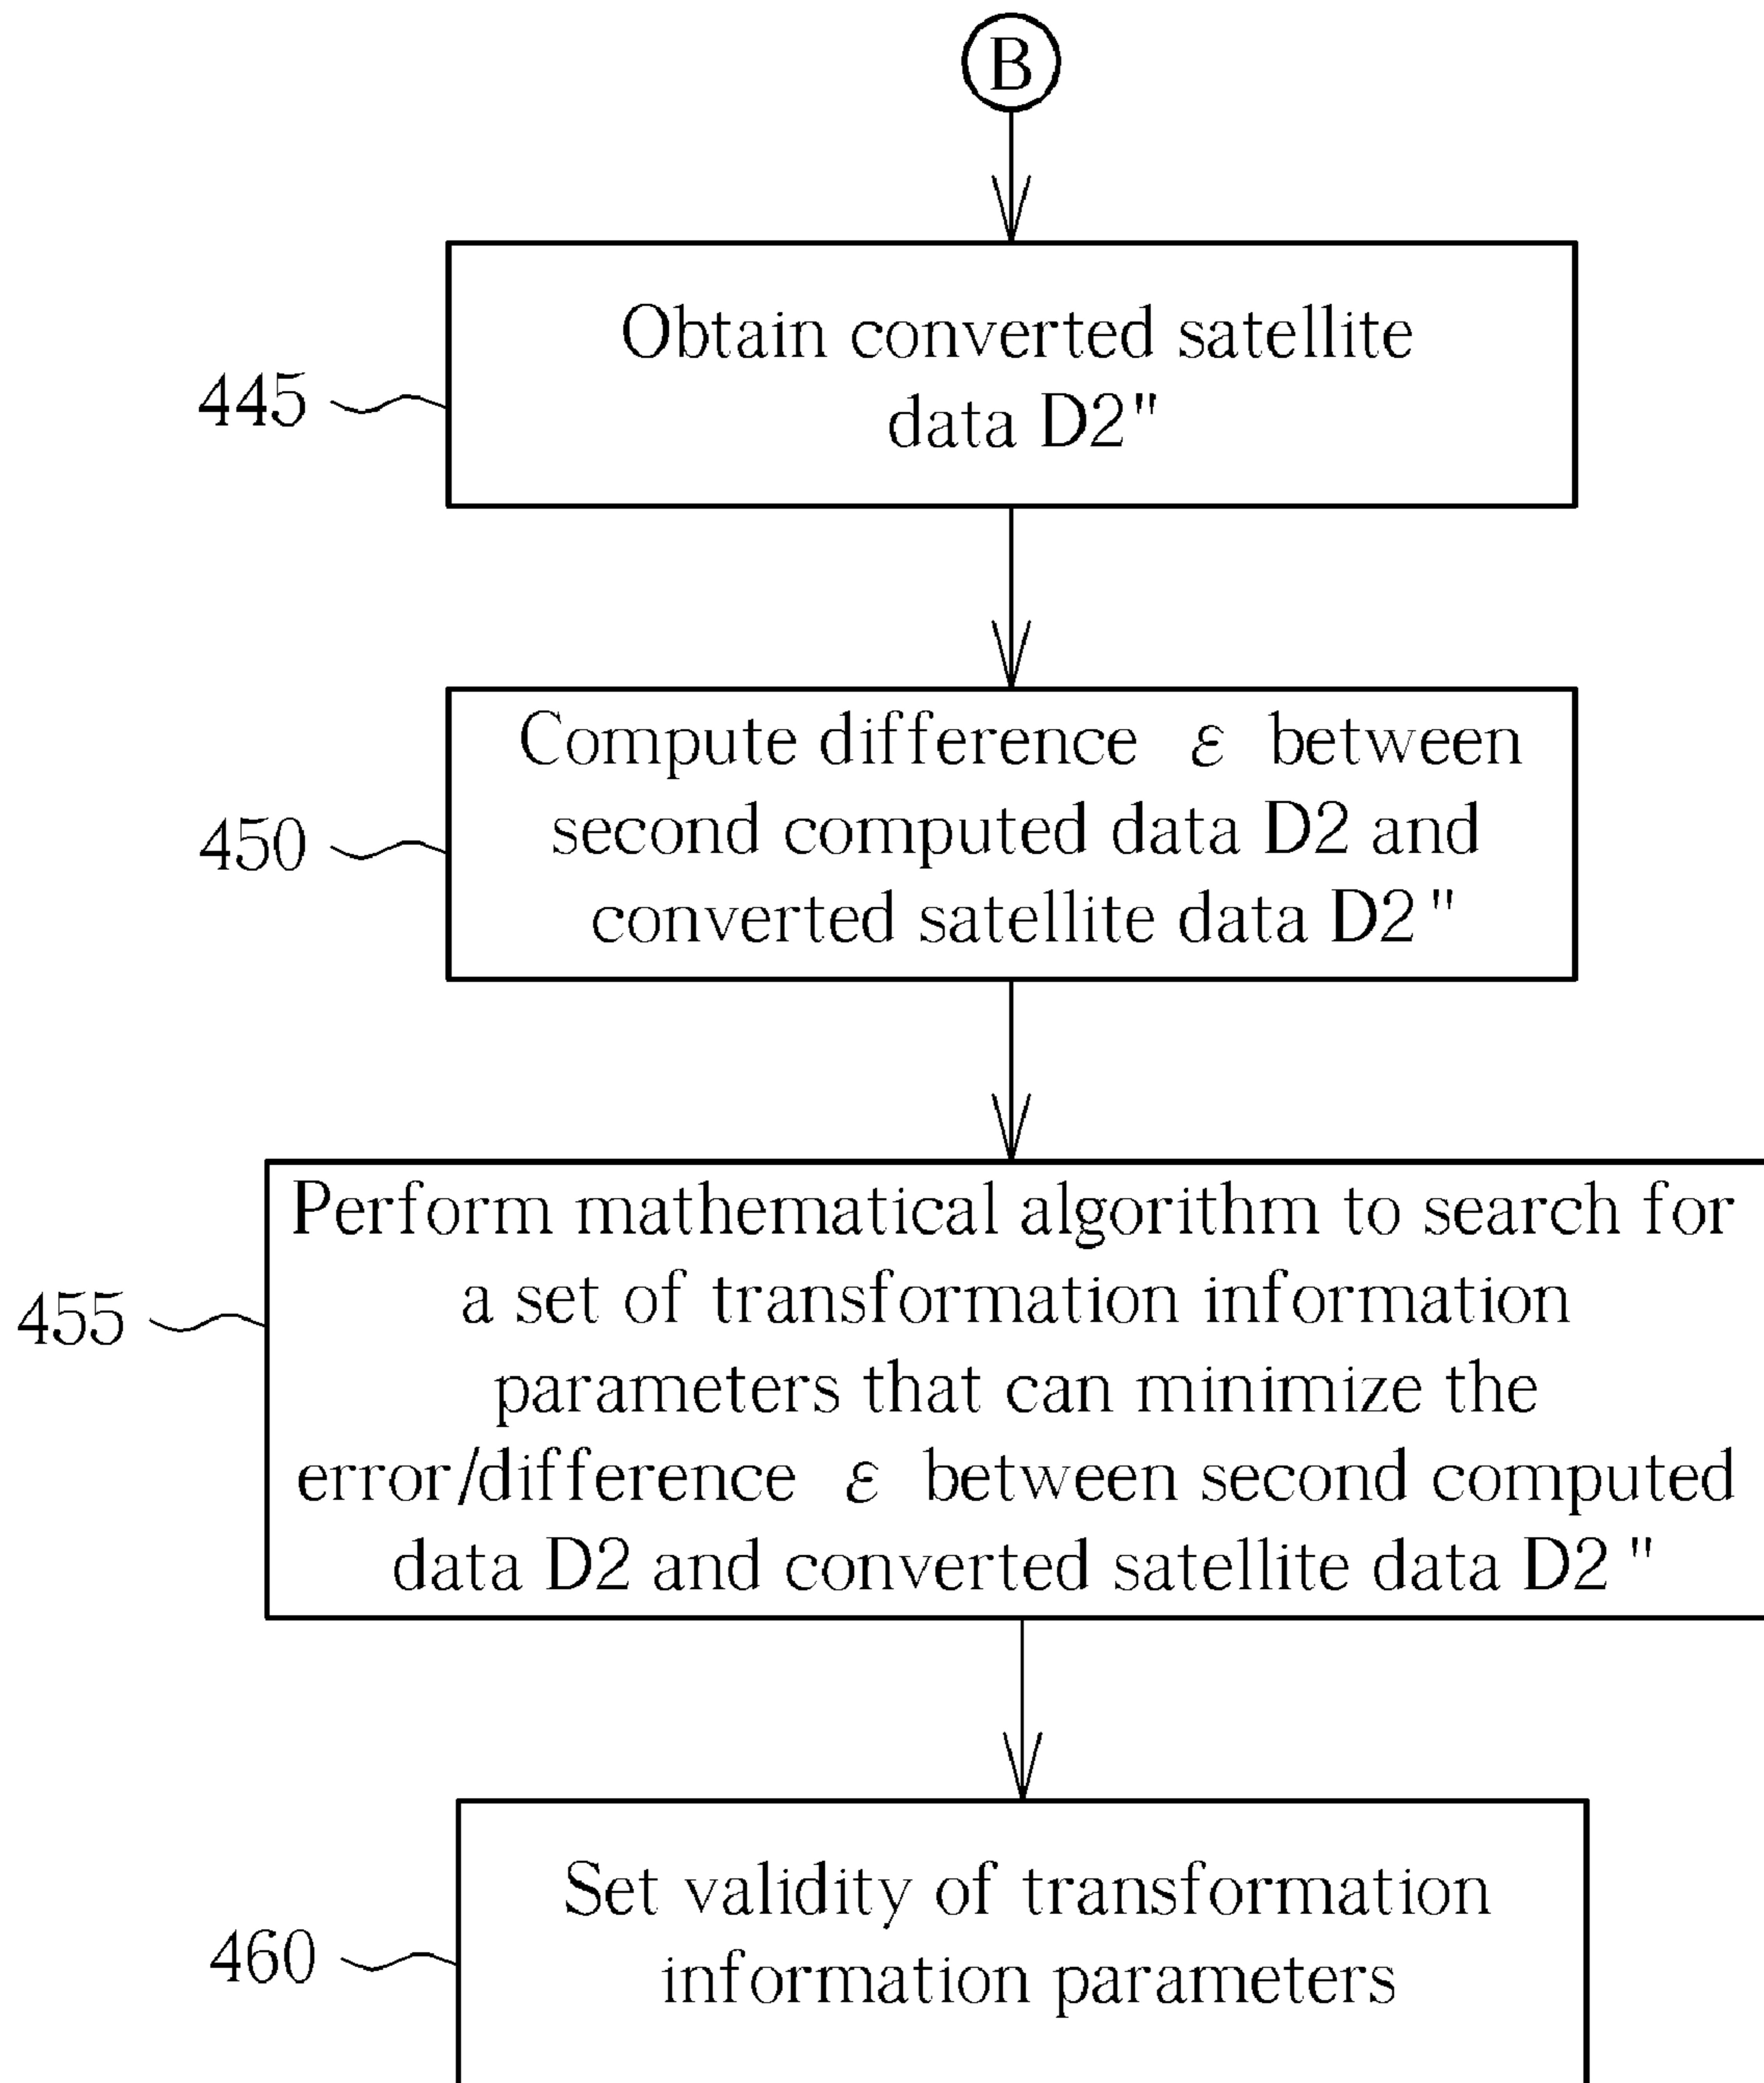 B
Obtain converted satellite
data D2"
445
Compute difference ε between
second computed data D2 and
converted satellite data D2"
450
Perform mathematical algorithm to search for
a set of transformation information
parameters that can minimize the
error/difference ε between second computed
data D2 and converted satellite data D2"
455
Set validity of transformation
information parameters
460